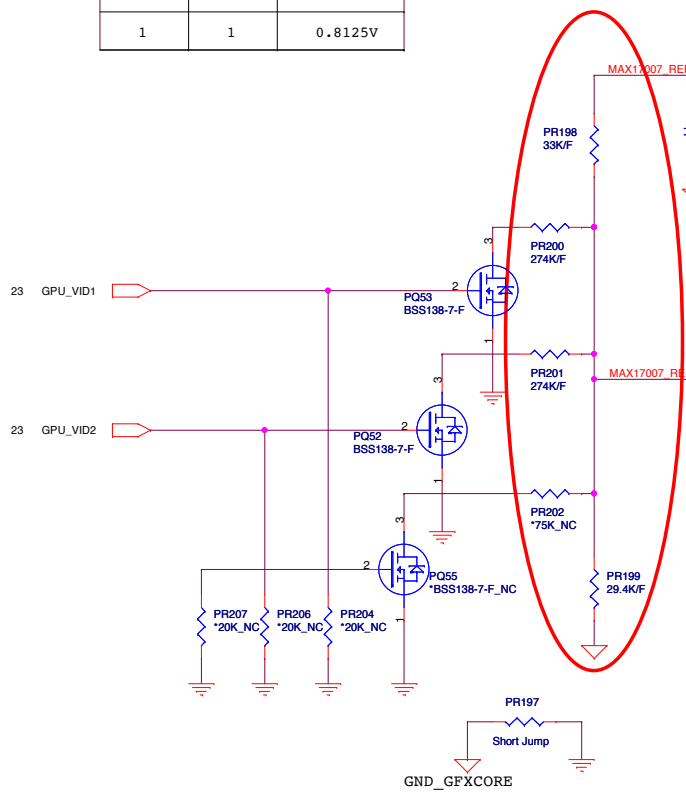 1 1 0.8125V
MAX17007_RE
PR198
33K/F
3
PR200
274K/F
23 GPU_VID1
2
PQ53
BSS138-7-F
1
3
PR201
274K/F
MAX17007_RE
23 GPU_VID2
2
PQ52
BSS138-7-F
1
3
PR202
*75K_NC
2
PQ55
*BSS138-7-F_NC
PR199
29.4K/F
1
PR207
*20K_NC
PR206
*20K_NC
PR204
*20K_NC
PR197
Short Jump
GND_GFXCORE